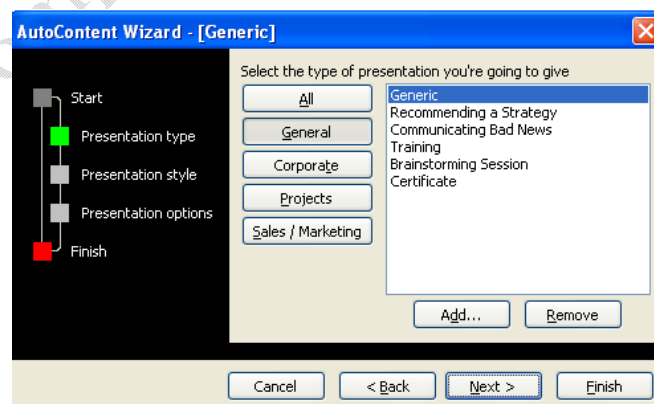 AutoContent Wizard - [Generic]
Select the type of presentation you're going to give
Start
Presentation type
Presentation style
Presentation options
Finish
All
General
Corporate
Projects
Sales / Marketing
Generic
Recommending a Strategy
Communicating Bad News
Training
Brainstorming Session
Certificate
Add...
Remove
Cancel
< Back
Next >
Finish